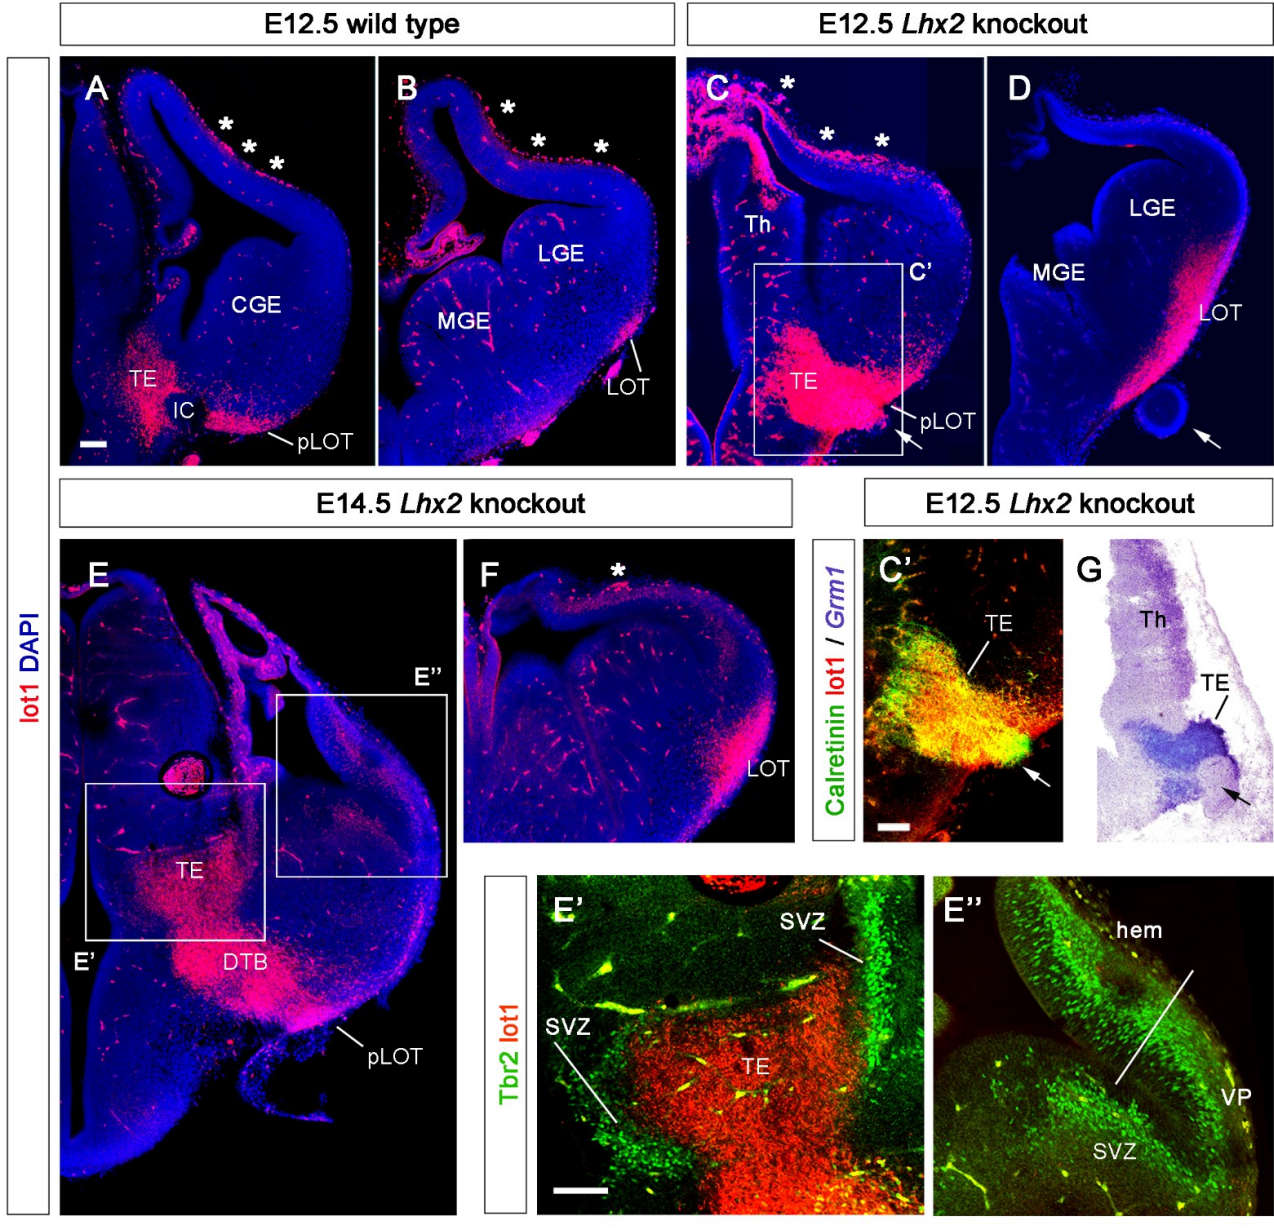 E12.5 wild type
E12.5 Lhx2 knockout
lot1 DAPI
A
* * *
CGE
TE
IC
pLOT
B
* * *
LGE
MGE
LOT
C
* * *
Th
C’
TE
pLOT
D
LGE
MGE
LOT
E14.5 Lhx2 knockout
E12.5 Lhx2 knockout
E
E’’
TE
E’
DTB
pLOT
F
*
LOT
Calretinin lot1 / Grm1
C’
TE
G
Th
TE
Tbr2 lot1
E’
SVZ
SVZ
TE
E’’
hem
VP
SVZ